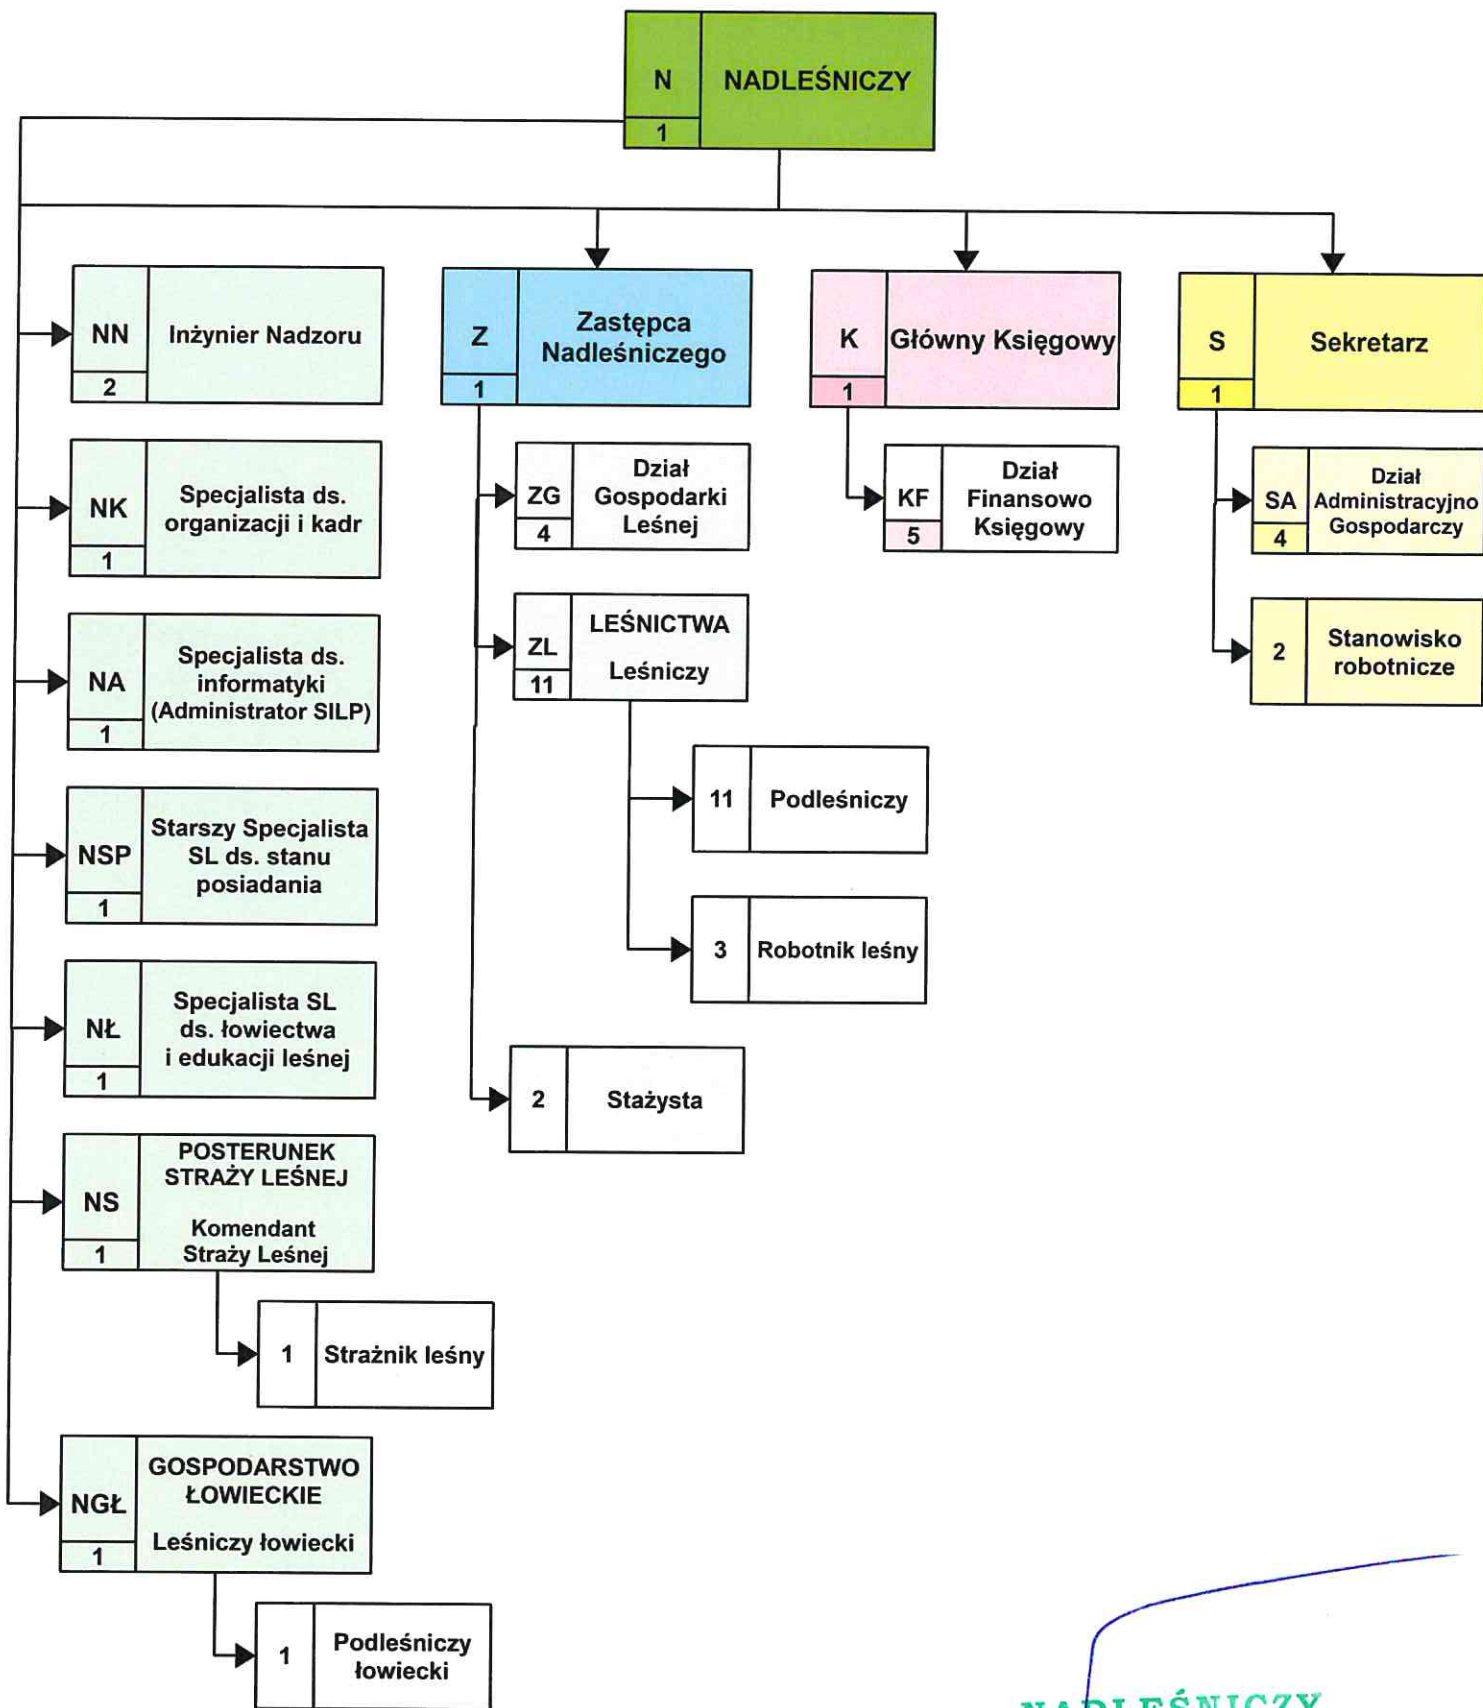 N
NADLEŚNICZY
1
NN
Inżynier Nadzoru
2
Z
Zastępca
Nadleśniczego
1
K
Główny Księgowy
1
S
Sekretarz
1
NK
Specjalista ds.
organizacji i kadr
1
ZG
Dział
Gospodarki
Leśnej
4
KF
Dział
Finansowo
Księgowy
5
SA
Dział
Administracyjno
Gospodarczy
4
NA
Specjalista ds.
informatyki
(Administrator SILP)
1
ZL
LEŚNICTWA
Leśniczy
11
2
Stanowisko
robotnicze
NSP
Starszy Specjalista
SL ds. stanu
posiadania
1
11
Podleśniczy
3
Robotnik leśny
NŁ
Specjalista SL
ds. łowiectwa
i edukacji leśnej
1
2
Stażysta
NS
POSTERUNEK
STRAŻY LEŚNEJ
Komendant
Straży Leśnej
1
1
Strażnik leśny
NGŁ
GOSPODARSTWO
ŁOWIECKIE
Leśniczy łowiecki
1
1
Podleśniczy
łowiecki
NADLEŚNICZY